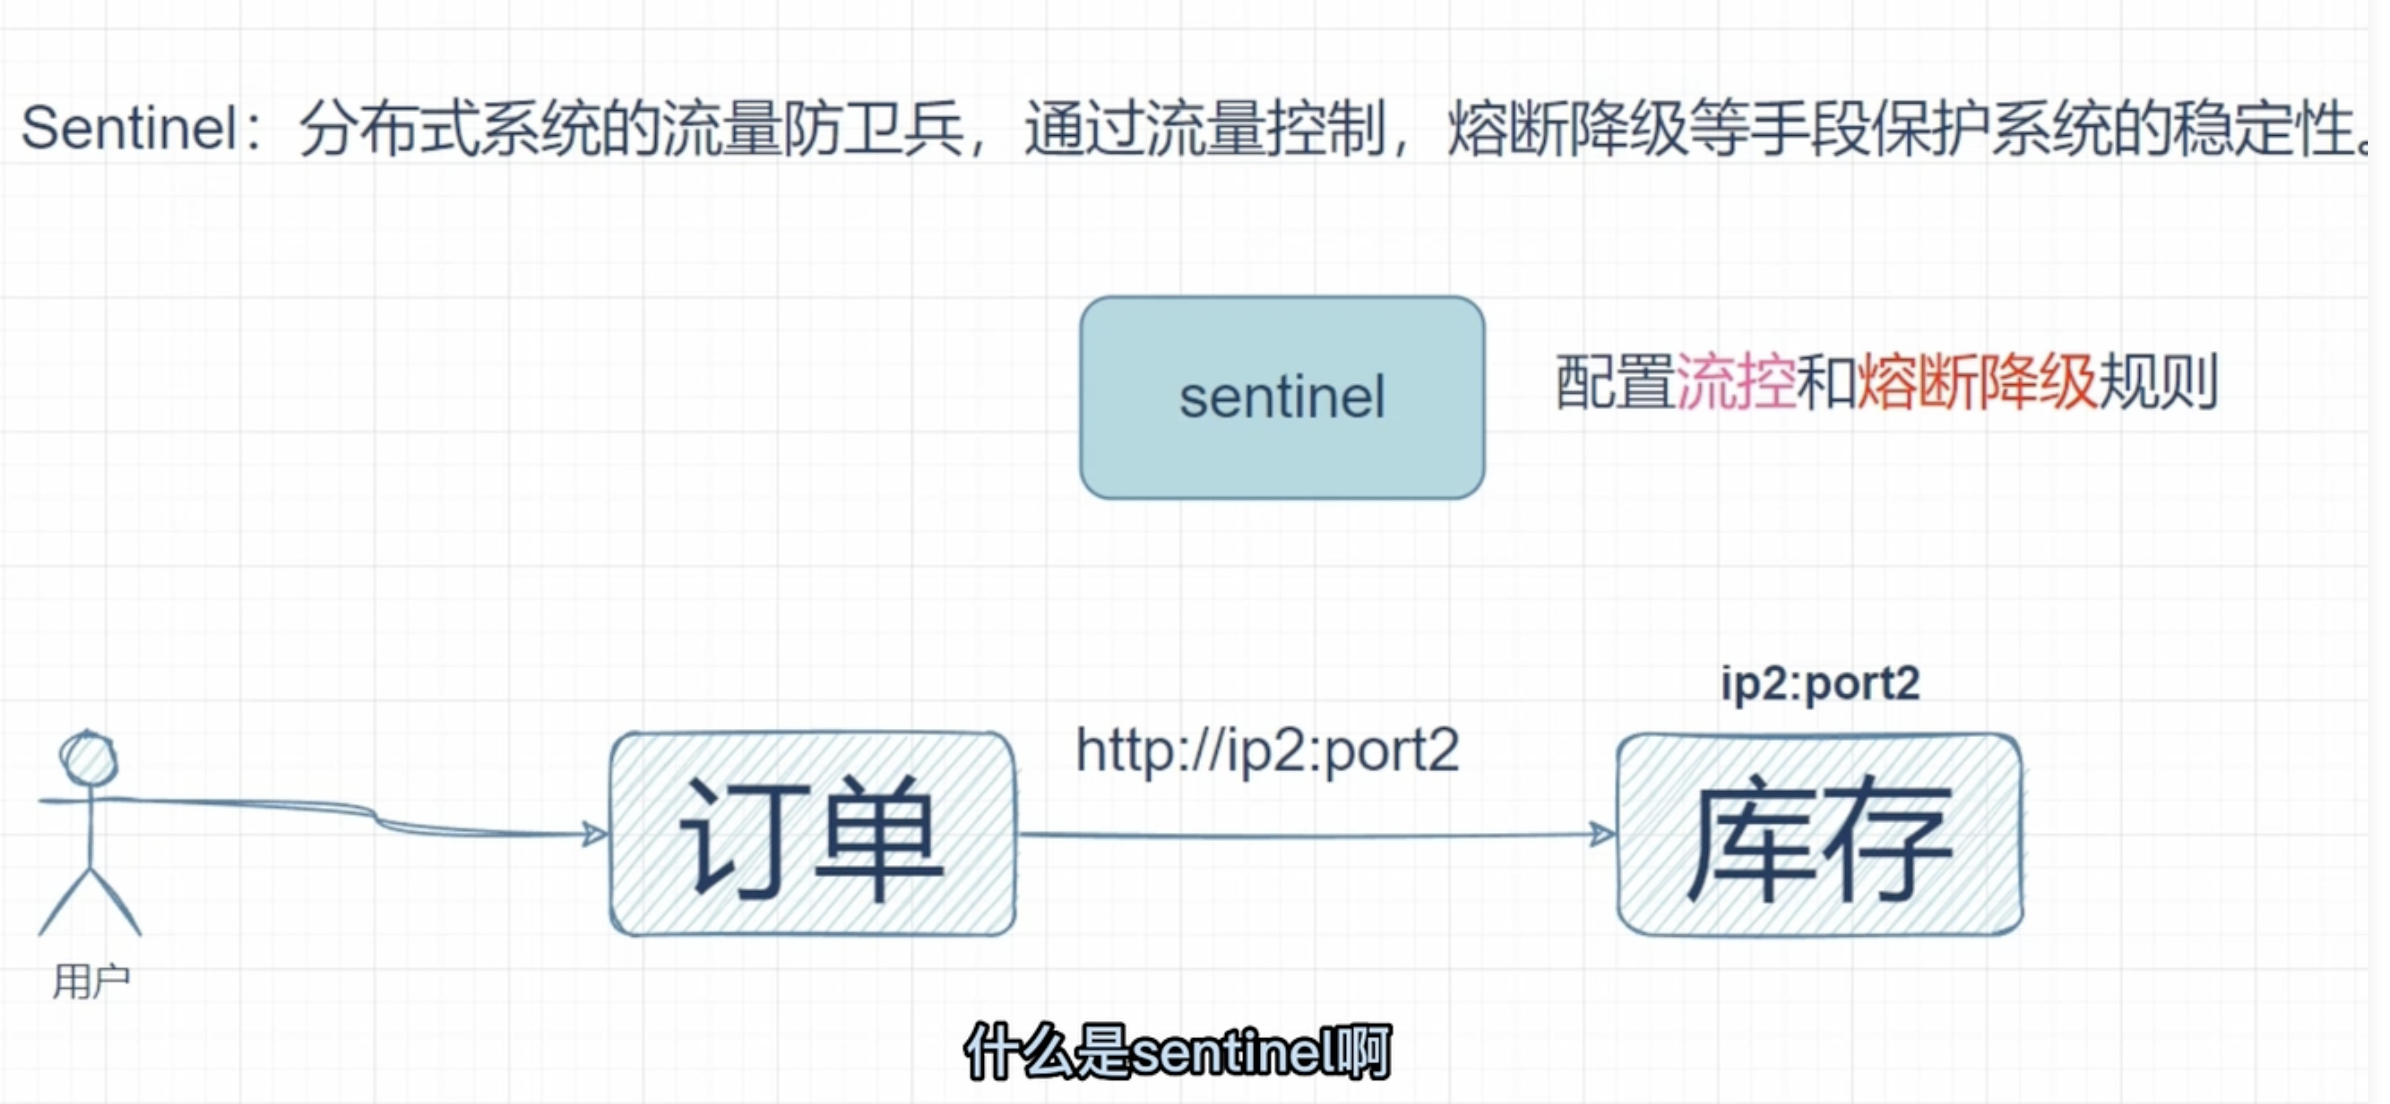 Sentinel：分布式系统的流量防卫兵，通过流量控制，熔断降级等手段保护系统的稳定性。
sentinel
配置流控和熔断降级规则
ip2:port2
http://ip2:port2
订单
库存
用户
什么是sentinel啊